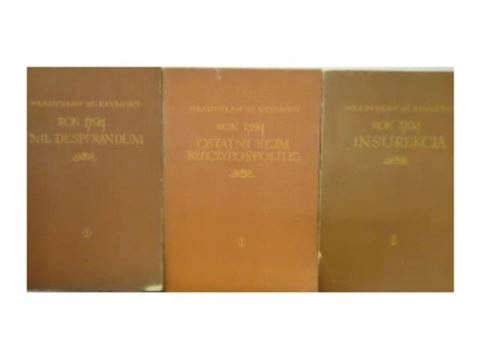 WŁADYSŁAW ST. REYMONT
ROK 1794
NIL DESPERANDUM
WŁADYSŁAW ST. REYMONT
ROK 1794
OSTATNI SEJM
RZECZYPOSPOLITEJ
WŁADYSŁAW ST. REYMONT
ROK 1794
INSUREKCJA